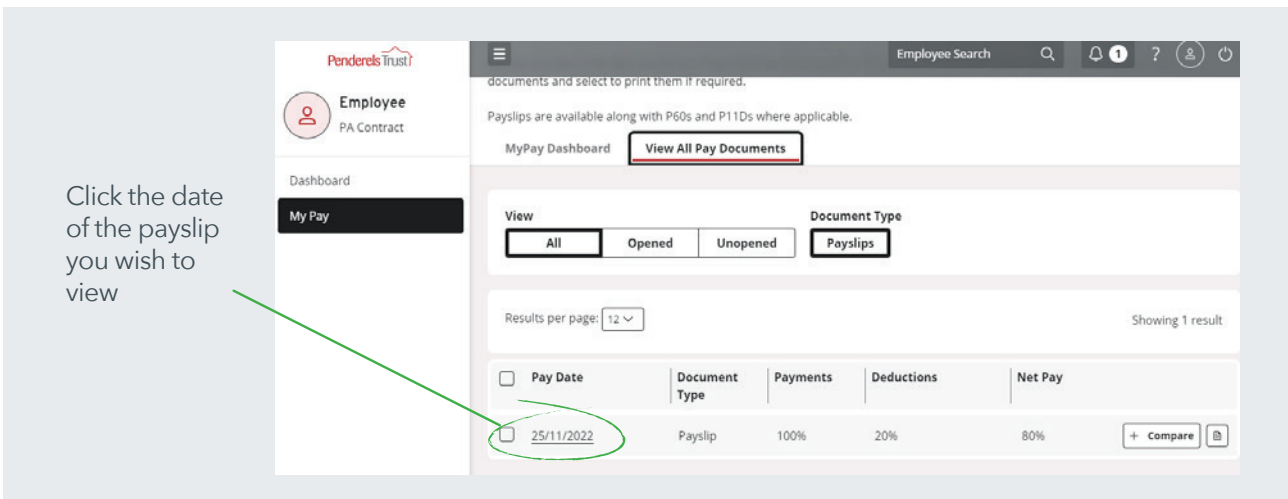 Click the date
of the payslip
you wish to
view
Penderels Trust
Employee
PA Contract
Dashboard
My Pay
Employee Search
1
?
documents and select to print them if required.
Payslips are available along with P60s and P11Ds where applicable.
MyPay Dashboard View All Pay Documents
View Document Type
All Opened Unopened Payslips
Results per page: 12 Showing 1 result
Pay Date Document Type Payments Deductions Net Pay
25/11/2022 Payslip 100% 20% 80% + Compare